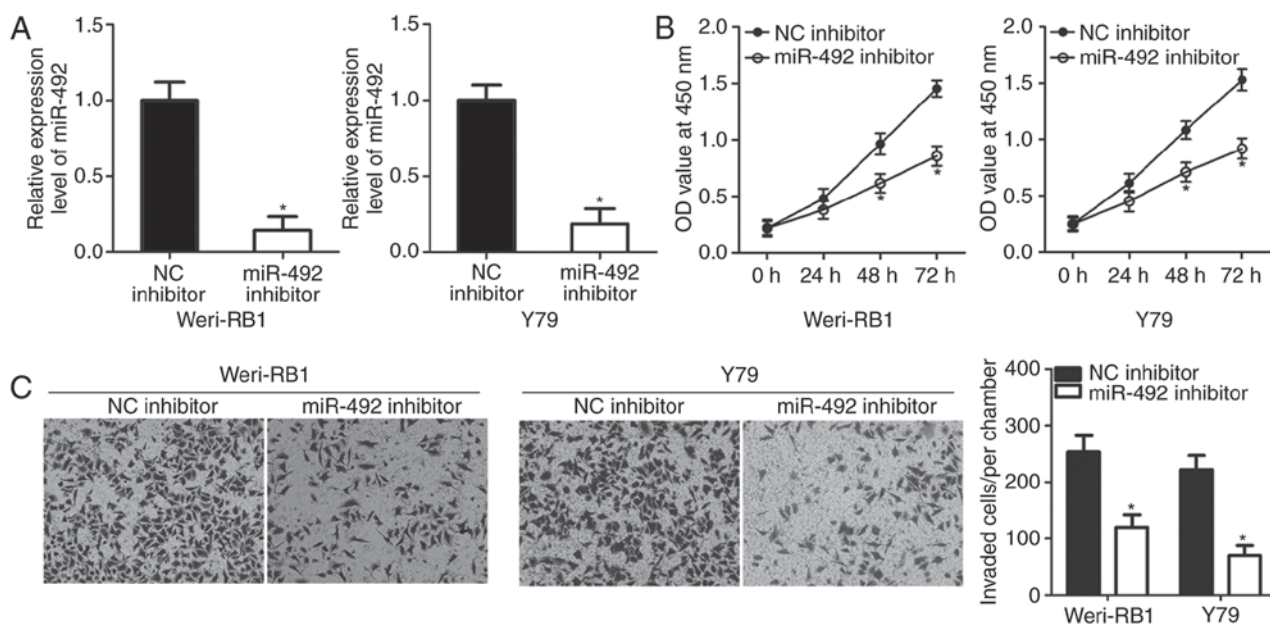 A
Relative expression
level of miR-492
1.5
1.0
0.5
0.0
*
NC
inhibitor
miR-492
inhibitor
Weri-RB1
Relative expression
level of miR-492
1.5
1.0
0.5
0.0
*
NC
inhibitor
miR-492
inhibitor
Y79
B
OD value at 450 nm
2.0
1.5
1.0
0.5
0.0
NC inhibitor
miR-492 inhibitor
*
*
0 h 24 h 48 h 72 h
Weri-RB1
OD value at 450 nm
2.0
1.5
1.0
0.5
0.0
NC inhibitor
miR-492 inhibitor
*
*
0 h 24 h 48 h 72 h
Y79
C
Weri-RB1
NC inhibitor miR-492 inhibitor
Y79
NC inhibitor miR-492 inhibitor
Invaded cells/per chamber
400
300
200
100
0
NC inhibitor
miR-492 inhibitor
*
*
Weri-RB1 Y79